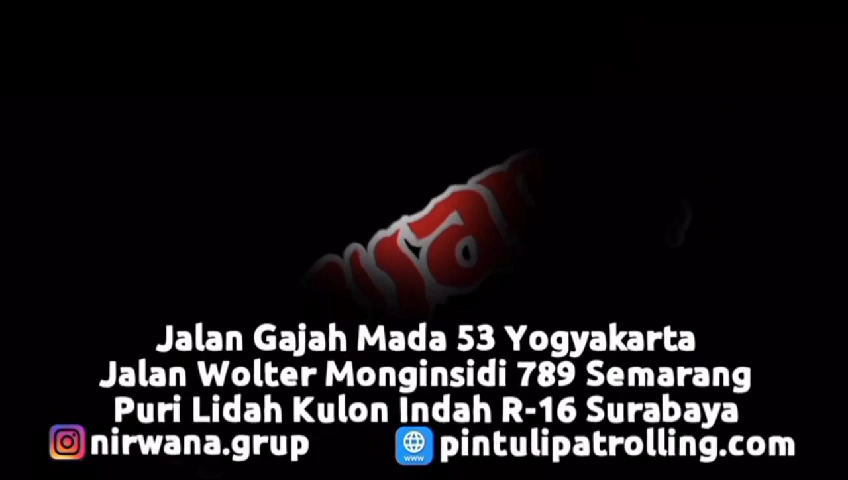 Jalan Gajah Mada 53 Yogyakarta
Jalan Wolter Monginsidi 789 Semarang
Puri Lidah Kulon Indah R-16 Surabaya
nirwana.grup
www
pintulipatrolling.com